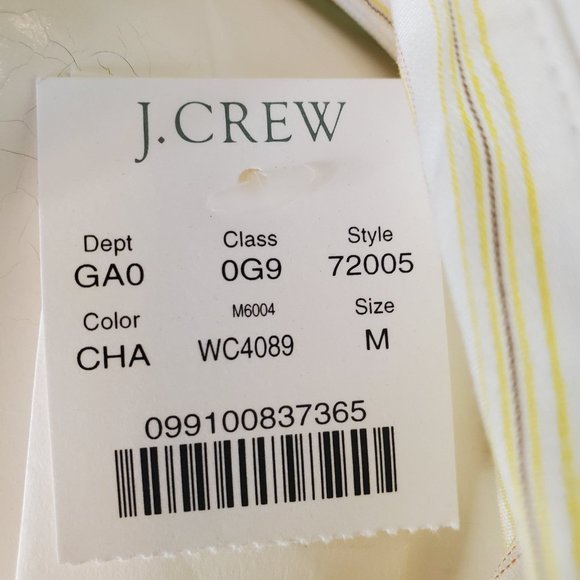 J.CREW
Dept Class Style
GA0 0G9 72005
Color M6004 Size
CHA WC4089 M
099100837365